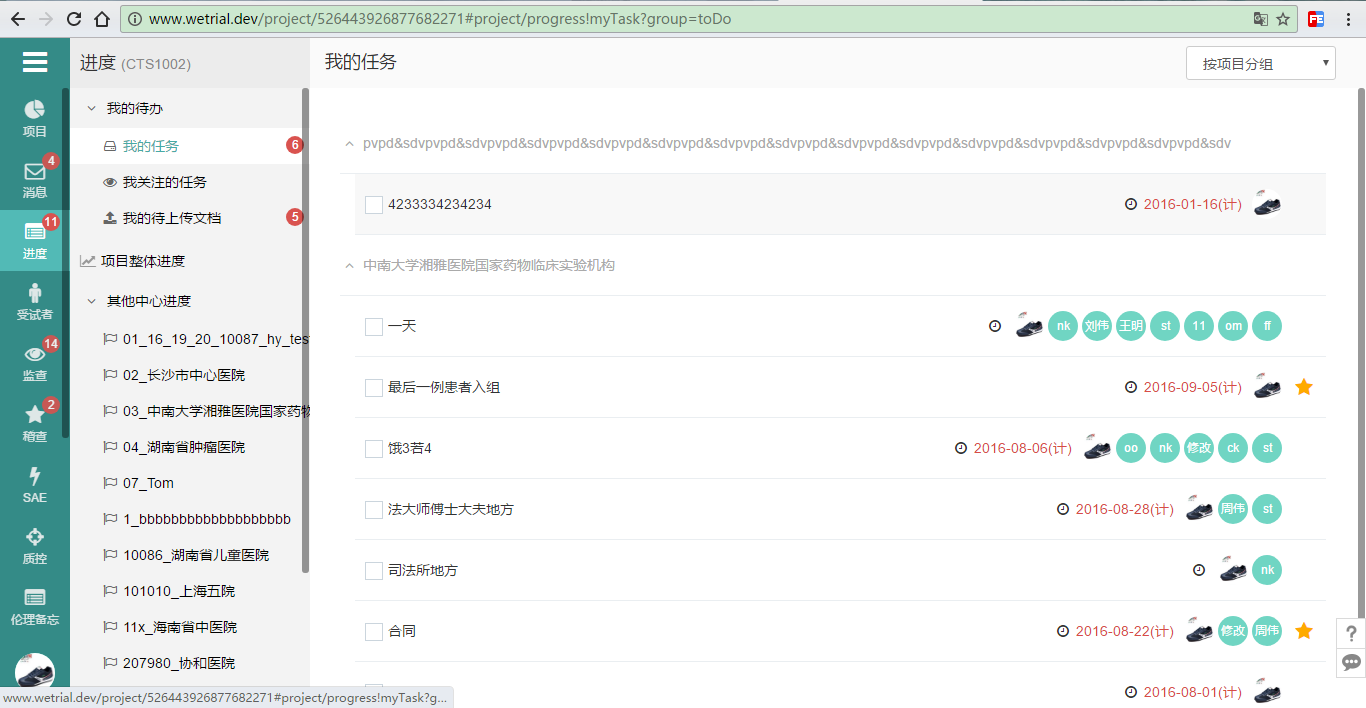 www.wetrial.dev/project/526443926877682271#project/progress!myTask?group=toDo
项目
4
消息
11
进度
受试者
14
监查
2
稽查
SAE
质控
伦理备忘
进度 (CTS1002)
我的待办
我的任务 6
我关注的任务
我的待上传文档 5
项目整体进度
其他中心进度
01_16_19_20_10087_hy_tes
02_长沙市中心医院
03_中南大学湘雅医院国家药物
04_湖南省肿瘤医院
07_Tom
1_bbbbbbbbbbbbbbbbbbb
10086_湖南省儿童医院
101010_上海五院
11x_海南省中医院
207980_协和医院
我的任务
按项目分组
pvpd&sdvpvpd&sdvpvpd&sdvpvpd&sdvpvpd&sdvpvpd&sdvpvpd&sdvpvpd&sdvpvpd&sdvpvpd&sdvpvpd&sdvpvpd&sdvpvpd&sdvpvpd&sdv
4233334234234 2016-01-16(计)
中南大学湘雅医院国家药物临床实验机构
一天 nk 刘伟 王明 st 11 om ff
最后一例患者入组 2016-09-05(计)
饿3若4 2016-08-06(计) oo nk 修改 ck st
法大师傅士大夫地方 2016-08-28(计) 周伟 st
司法所地方 nk
合同 2016-08-22(计) 修改 周伟
2016-08-01(计)
?
www.wetrial.dev/project/526443926877682271#project/progress!myTask?g...